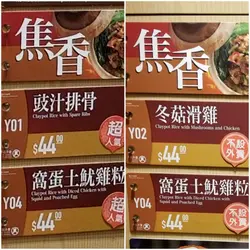 焦香
豉汁排骨
Claypot Rice with Spare Ribs
Y01
$44.00
超人氣
窩蛋土魷雞粒
Claypot Rice with Diced Chicken with
Squid and Poached Egg
Y04
$44.00
超人氣
焦香
冬菇滑雞
Claypot Rice with Mushrooms and Chicken
Y02
$44.00
不設外賣
窩蛋土魷雞粒
Claypot Rice with Diced Chicken with
Squid and Poached Egg
Y04
$44.00
不設外賣